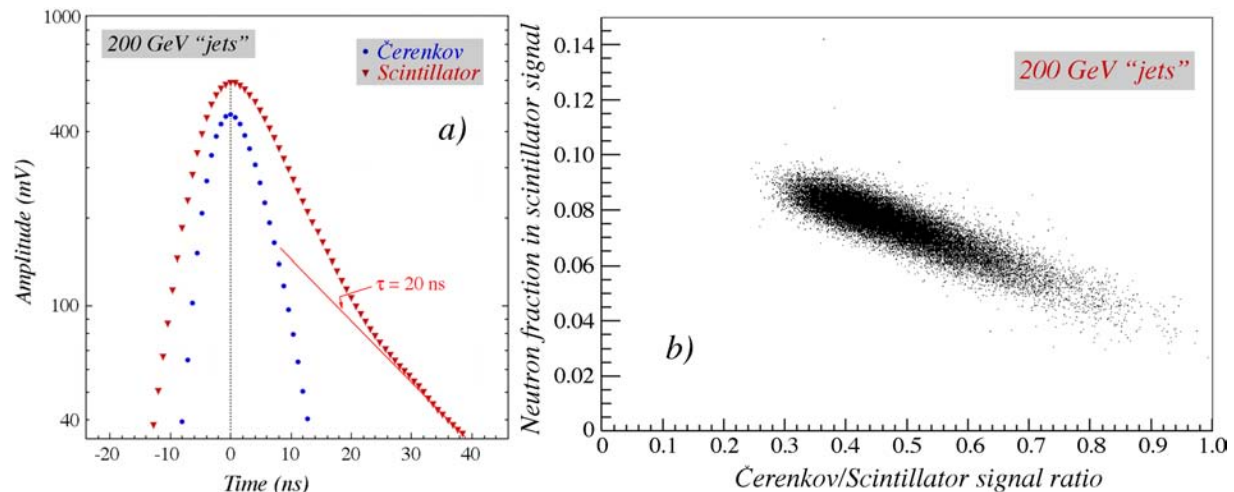 200 GeV “jets”
• Čerenkov
▼ Scintillator
a)
τ = 20 ns
1000
400
100
40
Amplitude (mV)
-20 -10 0 10 20 30 40
Time (ns)
200 GeV “jets”
b)
0.14
0.12
0.10
0.08
0.06
0.04
0.02
0
Neutron fraction in scintillator signal
0 0.1 0.2 0.3 0.4 0.5 0.6 0.7 0.8 0.9 1.0
Čerenkov/Scintillator signal ratio